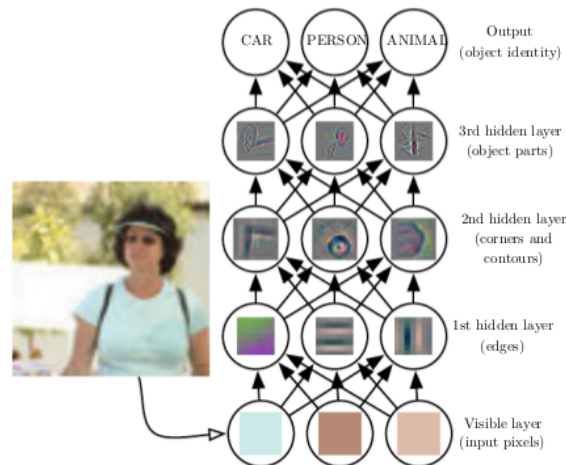 CAR
PERSON
ANIMAL
Output
(object identity)
3rd hidden layer
(object parts)
2nd hidden layer
(corners and
contours)
1st hidden layer
(edges)
Visible layer
(input pixels)